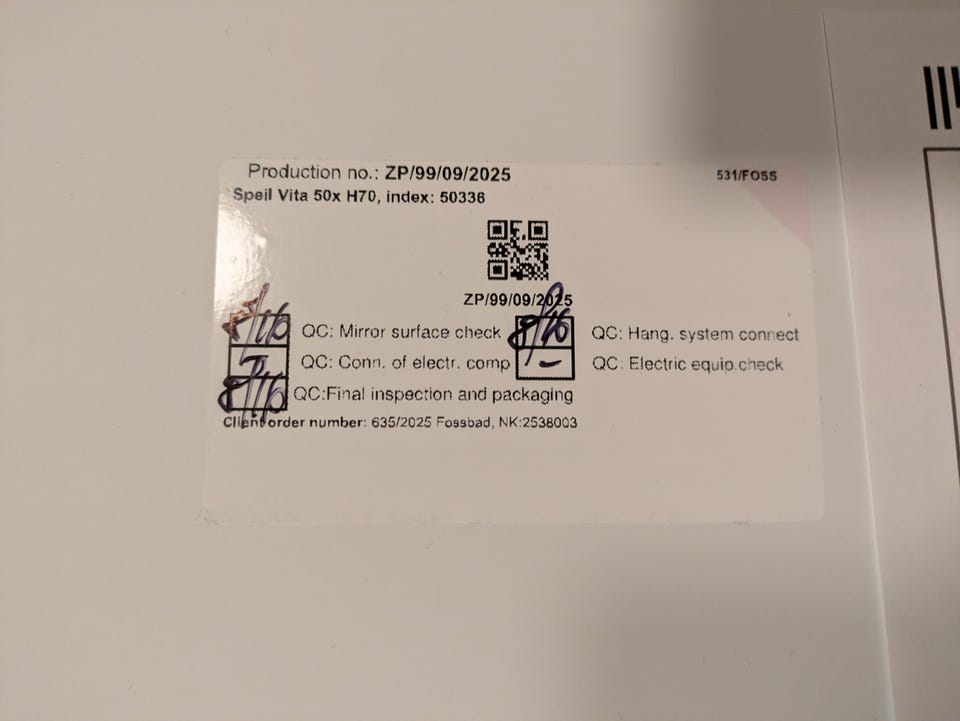 Production no.: ZP/99/09/2025
531/FOSS
Speil Vita 50x H70, index: 50336
ZP/99/09/2025
QC: Mirror surface check
QC: Hang. system connect
QC: Conn. of electr. comp
-
QC: Electric equip.check
QC:Final inspection and packaging
Client order number: 635/2025 Fossbad, NK:2538003